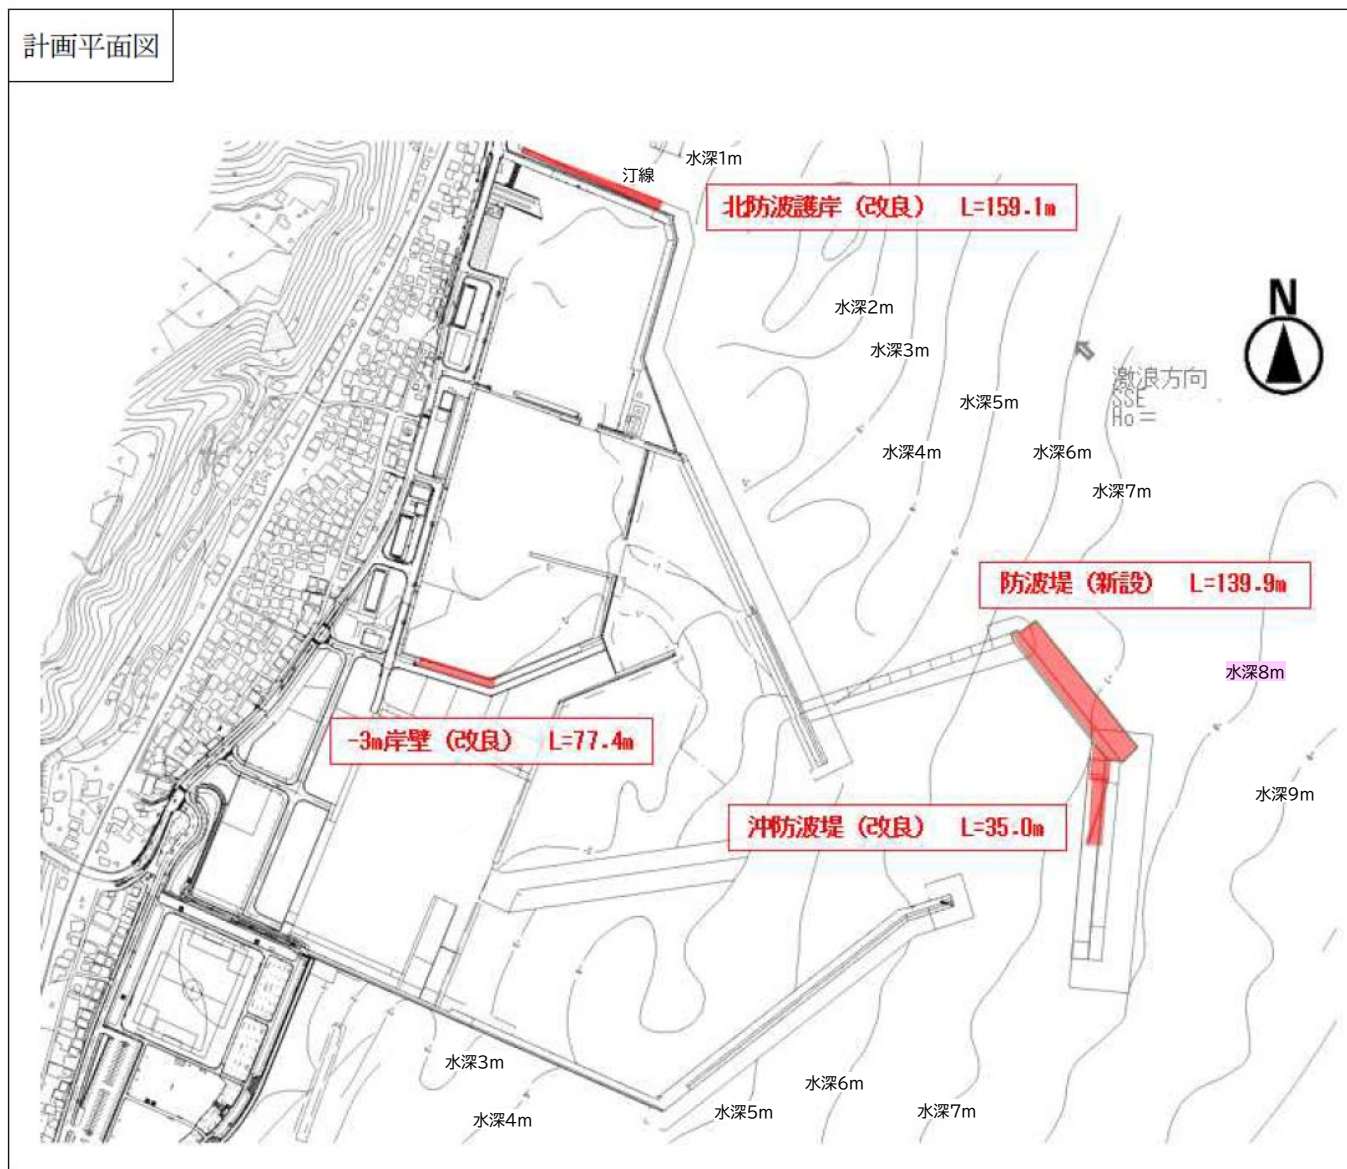 計画平面図
水深1m
汀線
北防波護岸（改良） L=159.1m
N
水深2m
水深3m
激浪方向
SSE
Ho＝
水深5m
水深4m
水深6m
水深7m
防波堤（新設） L=139.9m
水深8m
-3m岸壁（改良） L=77.4m
水深9m
沖防波堤（改良） L=35.0m
水深3m
水深6m
水深4m
水深5m
水深7m